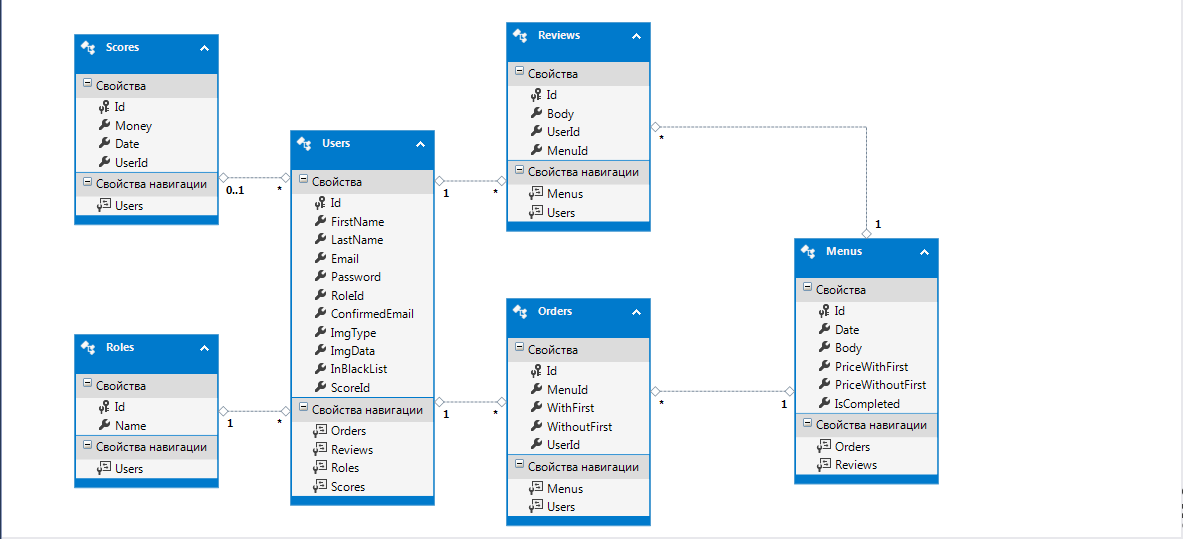 Scores
Свойства
Id
Money
Date
UserId
Свойства навигации
Users
0..1
*
Roles
Свойства
Id
Name
Свойства навигации
Users
1
*
Users
Свойства
Id
FirstName
LastName
Email
Password
RoleId
ConfirmedEmail
ImgType
ImgData
InBlackList
ScoreId
Свойства навигации
Orders
Reviews
Roles
Scores
1
*
1
*
Reviews
Свойства
Id
Body
UserId
MenuId
Свойства навигации
Menus
Users
*
1
Orders
Свойства
Id
MenuId
WithFirst
WithoutFirst
UserId
Свойства навигации
Menus
Users
*
1
Menus
Свойства
Id
Date
Body
PriceWithFirst
PriceWithoutFirst
IsCompleted
Свойства навигации
Orders
Reviews